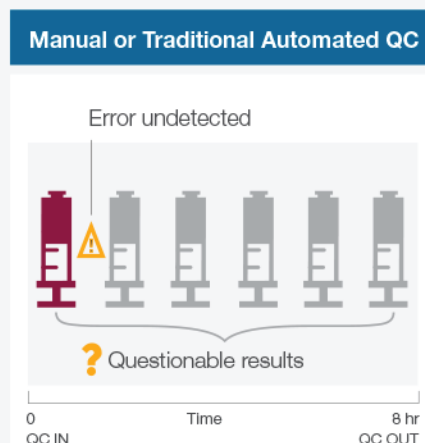 Manual or Traditional Automated QC
Error undetected
!
? Questionable results
0 Time 8 hr
QC IN QC OUT